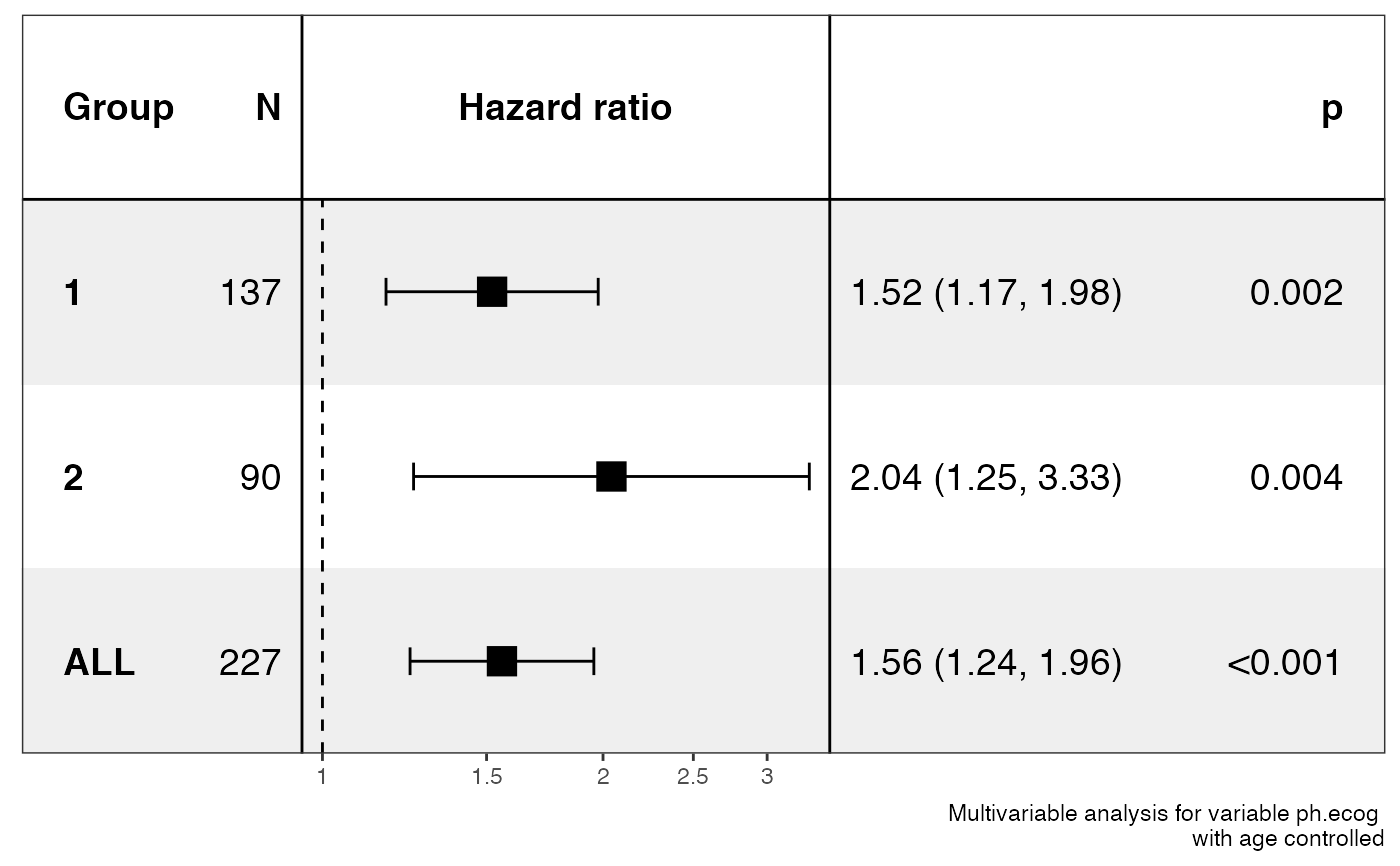 Group N Hazard ratio p
1 137 1.52 (1.17, 1.98) 0.002
2 90 2.04 (1.25, 3.33) 0.004
ALL 227 1.56 (1.24, 1.96) <0.001
1 1.5 2 2.5 3
Multivariable analysis for variable ph.ecog
with age controlled